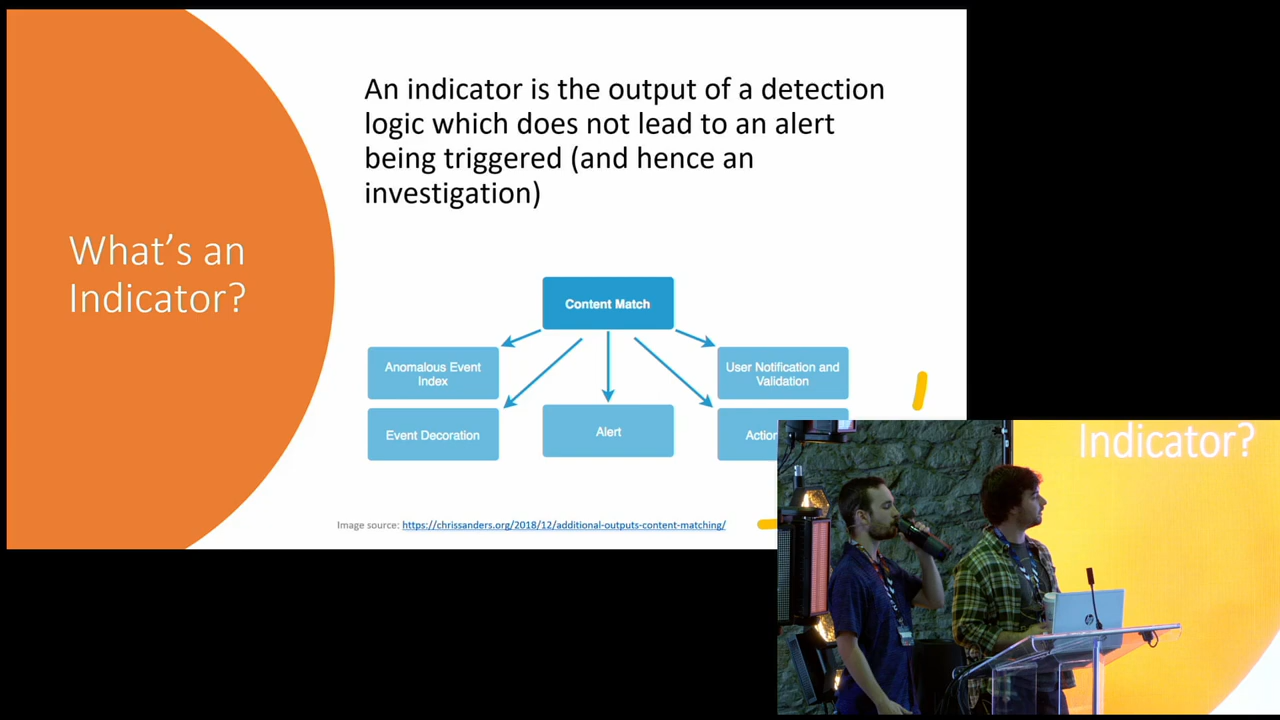 An indicator is the output of a detection
logic which does not lead to an alert
being triggered (and hence an
investigation)
What's an
Indicator?
Content Match
Anomalous Event
Index
User Notification and
Validation
Event Decoration
Alert
Action
Image source: https://chrissanders.org/2018/12/additional-outputs-content-matching/
Indicator?
hp